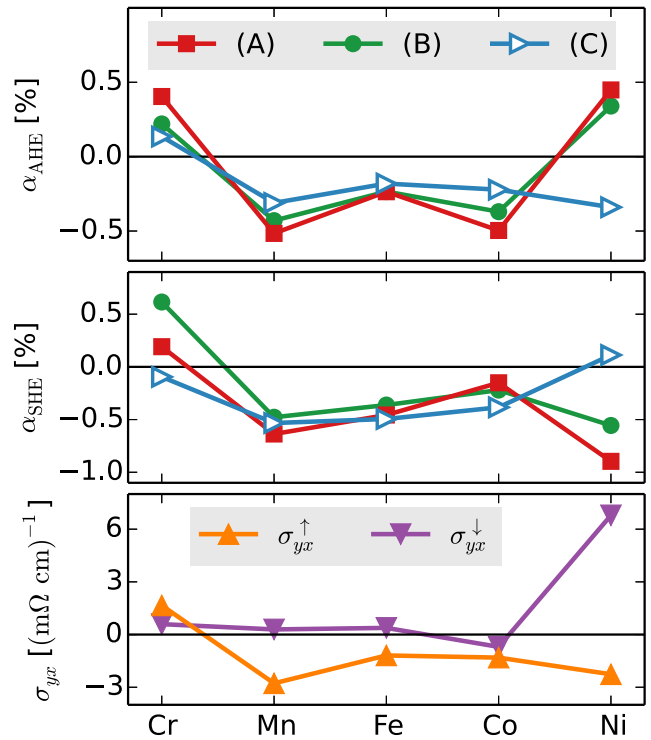 (A) (B) (C)
α_AHE [%]
0.5
0.0
−0.5
α_SHE [%]
0.5
0.0
−0.5
−1.0
σ_yx^↑ σ_yx^↓
σ_yx [(mΩ cm)^−1]
6
3
0
−3
Cr Mn Fe Co Ni